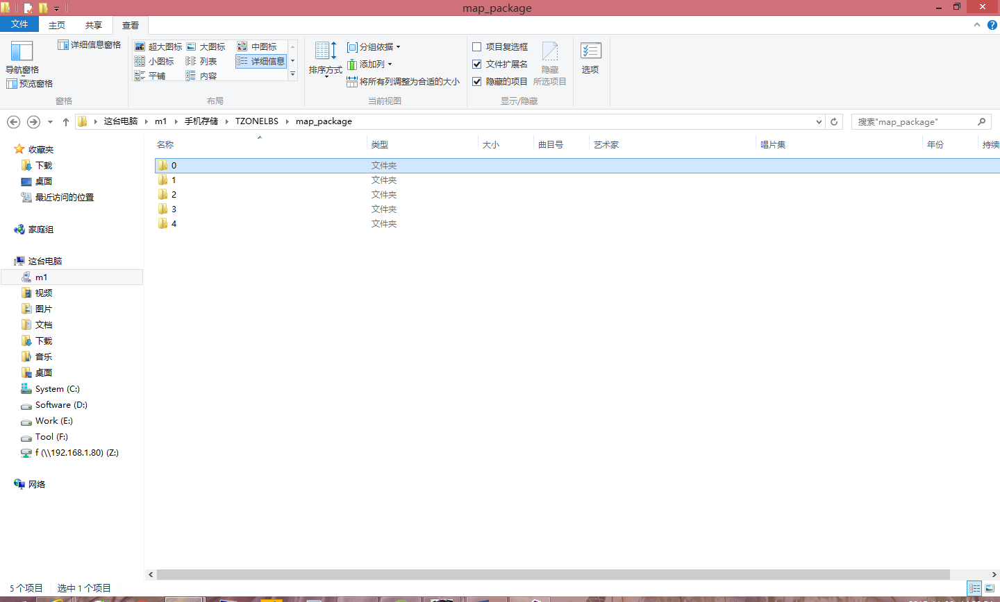 map_package
文件 主页 共享 查看
导航窗格
预览窗格
详细信息窗格
窗格
超大图标 大图标 中图标
小图标 列表 详细信息
平铺 内容
布局
排序方式
分组依据
添加列
将所有列调整为合适的大小
当前视图
项目复选框
文件扩展名
隐藏的项目
隐藏
所选项目
显示/隐藏
选项
这台电脑 m1 手机存储 TZONELBS map_package
搜索"map_package"
收藏夹
下载
桌面
最近访问的位置
家庭组
这台电脑
m1
视频
图片
文档
下载
音乐
桌面
System (C:)
Software (D:)
Work (E:)
Tool (F:)
f (\\192.168.1.80) (Z:)
网络
名称 类型 大小 曲目号 艺术家 唱片集 年份 持续
0 文件夹
1 文件夹
2 文件夹
3 文件夹
4 文件夹
5 个项目 选中 1 个项目